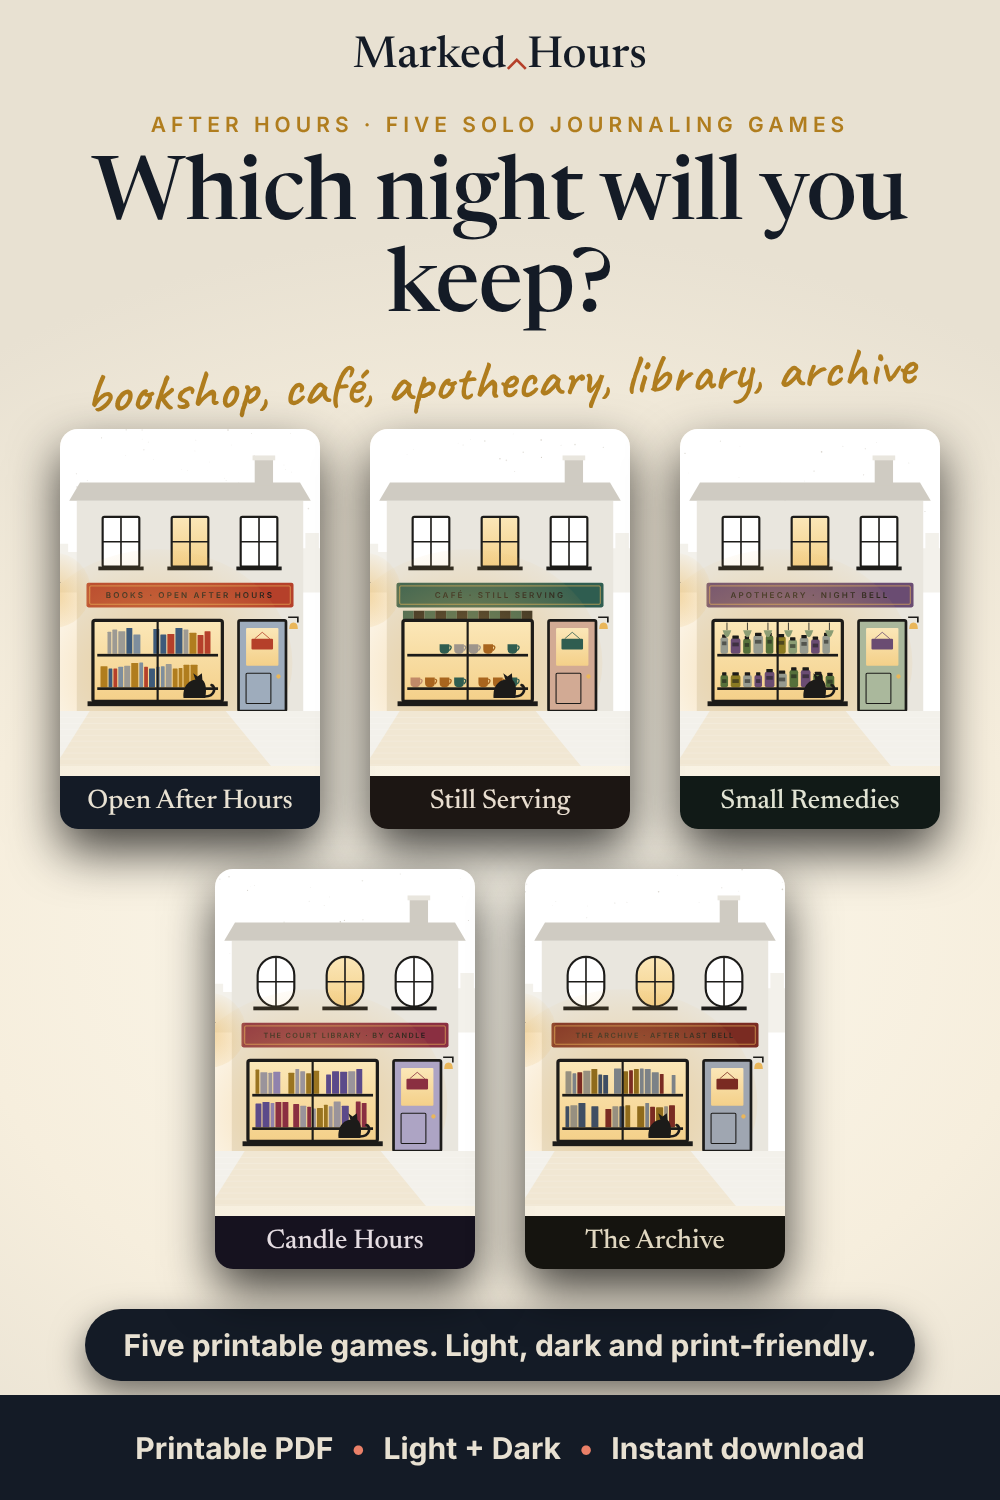 Marked‸Hours
AFTER HOURS · FIVE SOLO JOURNALING GAMES
Which night will you
keep?
bookshop, café, apothecary, library, archive
BOOKS · OPEN AFTER HOURS
CAFÉ · STILL SERVING
APOTHECARY · NIGHT BELL
Open After Hours
Still Serving
Small Remedies
THE COURT LIBRARY · BY CANDLE
THE ARCHIVE · AFTER LAST BELL
Candle Hours
The Archive
Five printable games. Light, dark and print-friendly.
Printable PDF • Light + Dark • Instant download